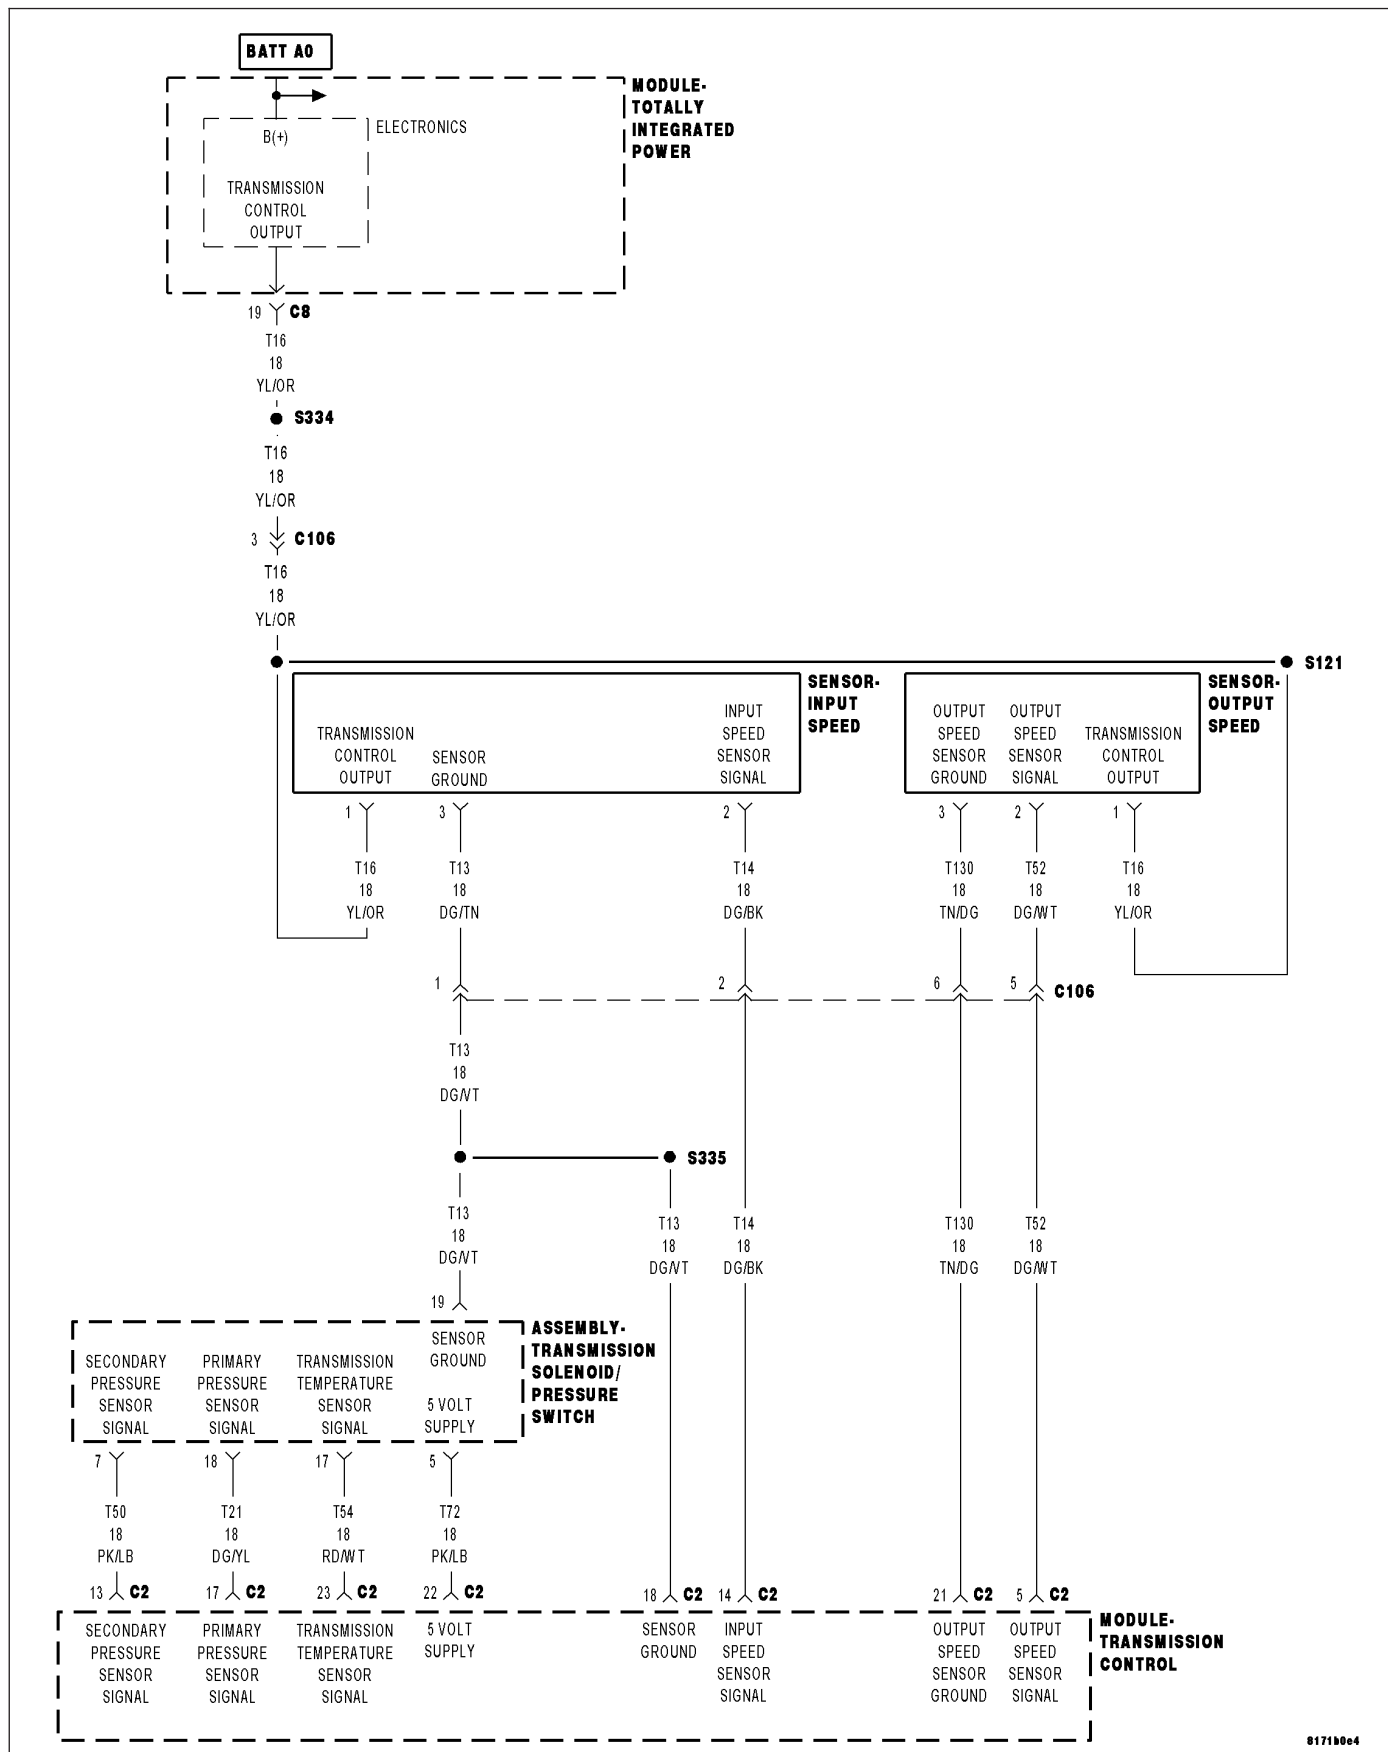 BATT A0
MODULE-
TOTALLY
INTEGRATED
POWER
ELECTRONICS
B(+)
TRANSMISSION
CONTROL
OUTPUT
19 C8
T16
18
YL/OR
S334
T16
18
YL/OR
3 C106
T16
18
YL/OR
S121
SENSOR-
INPUT
SPEED
TRANSMISSION
CONTROL
OUTPUT
SENSOR
GROUND
INPUT
SPEED
SENSOR
SIGNAL
SENSOR-
OUTPUT
SPEED
OUTPUT
SPEED
SENSOR
GROUND
OUTPUT
SPEED
SENSOR
SIGNAL
TRANSMISSION
CONTROL
OUTPUT
1 3 2 3 2 1
T16 T13 T14 T130 T52 T16
18 18 18 18 18 18
YL/OR DG/TN DG/BK TN/DG DG/WT YL/OR
1 2 6 5 C106
T13
18
DG/VT
S335
T13 T13 T14 T130 T52
18 18 18 18 18
DG/VT DG/VT DG/BK TN/DG DG/WT
19
ASSEMBLY-
TRANSMISSION
SOLENOID/
PRESSURE
SWITCH
SENSOR
GROUND
SECONDARY
PRESSURE
SENSOR
SIGNAL
PRIMARY
PRESSURE
SENSOR
SIGNAL
TRANSMISSION
TEMPERATURE
SENSOR
SIGNAL
5 VOLT
SUPPLY
7 18 17 5
T50 T21 T54 T72
18 18 18 18
PK/LB DG/YL RD/WT PK/LB
13 C2 17 C2 23 C2 22 C2 18 C2 14 C2 21 C2 5 C2
MODULE-
TRANSMISSION
CONTROL
SECONDARY
PRESSURE
SENSOR
SIGNAL
PRIMARY
PRESSURE
SENSOR
SIGNAL
TRANSMISSION
TEMPERATURE
SENSOR
SIGNAL
5 VOLT
SUPPLY
SENSOR
GROUND
INPUT
SPEED
SENSOR
SIGNAL
OUTPUT
SPEED
SENSOR
GROUND
OUTPUT
SPEED
SENSOR
SIGNAL
8171b0e4